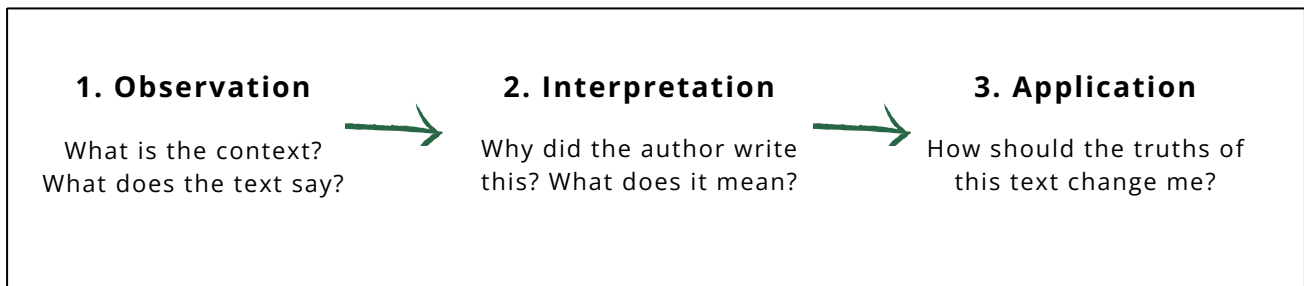 1. Observation
What is the context?
What does the text say?
2. Interpretation
Why did the author write
this? What does it mean?
3. Application
How should the truths of
this text change me?